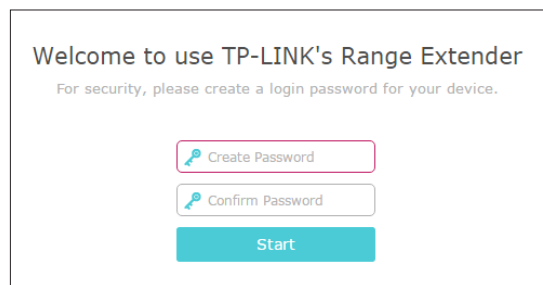 Welcome to use TP-LINK's Range Extender
For security, please create a login password for your device.
Create Password
Confirm Password
Start